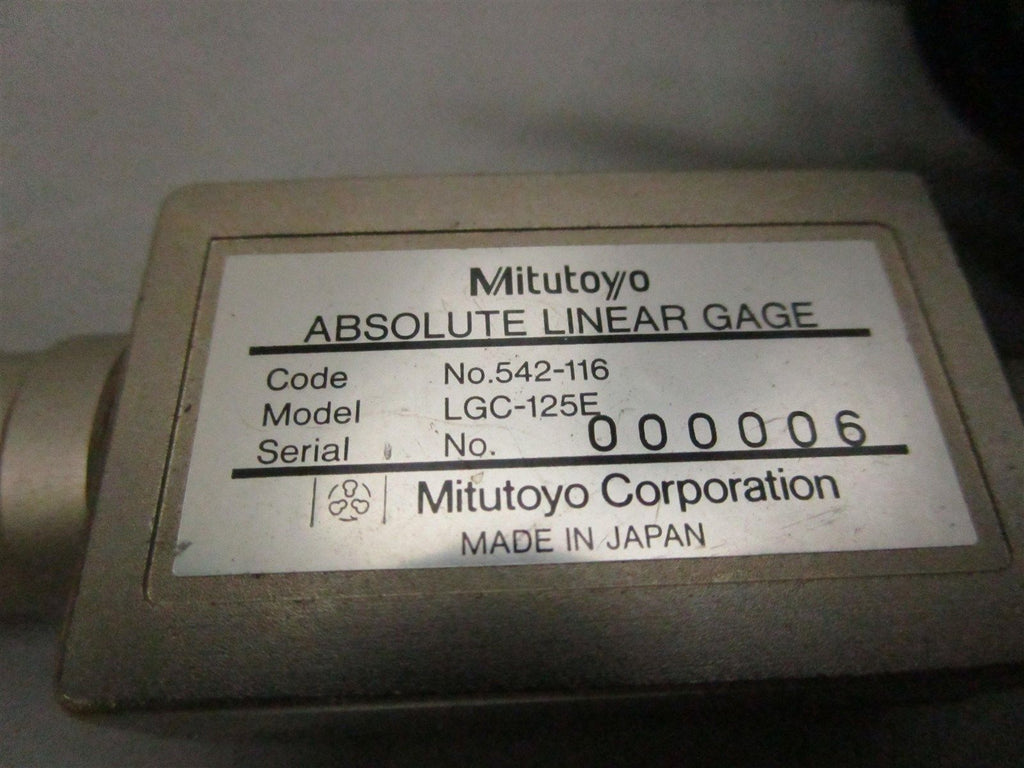 Mitutoyo
ABSOLUTE LINEAR GAGE
Code No.542-116
Model LGC-125E
Serial No. 000006
Mitutoyo Corporation
MADE IN JAPAN